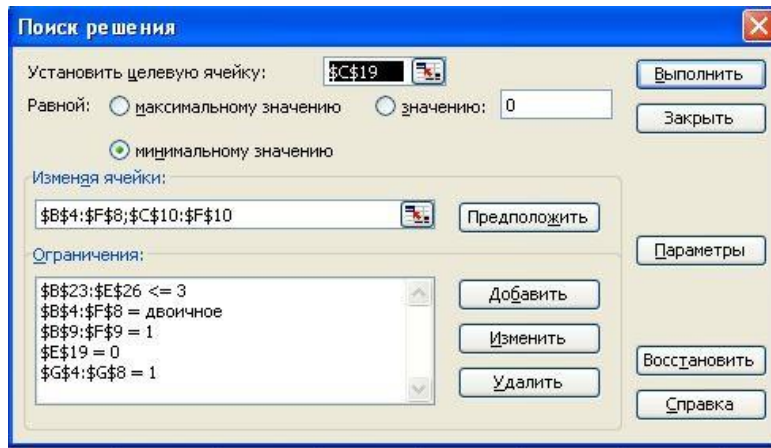 Поиск решения
Установить целевую ячейку: $C$19 Выполнить
Равной: максимальному значению значению: 0 Закрыть
минимальному значению
Изменяя ячейки:
$B$4:$F$8;$C$10:$F$10 Предположить
Ограничения: Параметры
$B$23:$E$26 <= 3 Добавить
$B$4:$F$8 = двоичное
$B$9:$F$9 = 1 Изменить
$E$19 = 0 Восстановить
$G$4:$G$8 = 1 Удалить
Справка